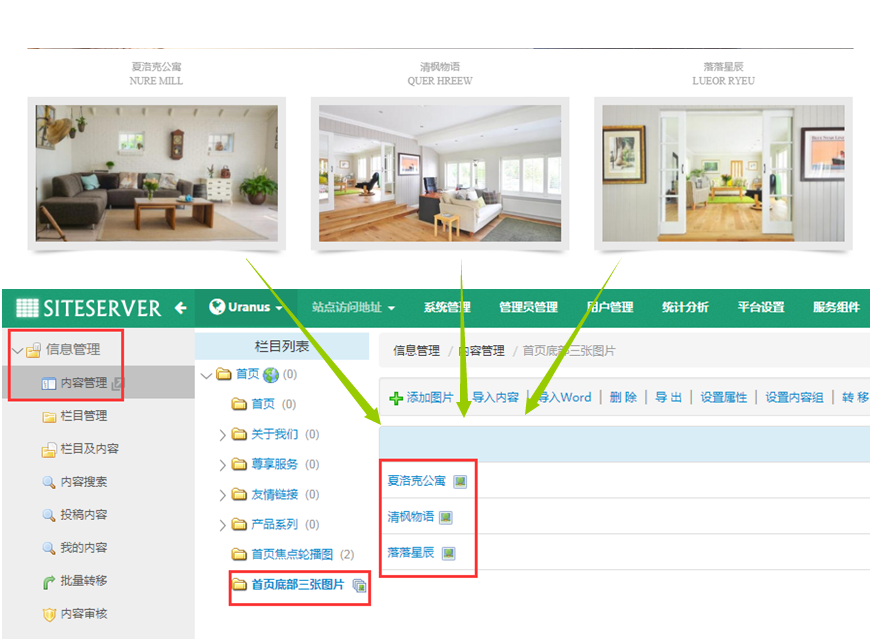 夏洛克公寓
NURE MILL
清枫物语
QUER HREEW
落落星辰
LUEOR RYEU
SITESERVER
Uranus
站点访问地址
系统管理
管理员管理
用户管理
统计分析
平台设置
服务组件
信息管理
内容管理
栏目管理
栏目及内容
内容搜索
投稿内容
我的内容
批量转移
内容审核
栏目列表
首页 (0)
首页 (0)
关于我们 (0)
尊享服务 (0)
友情链接 (0)
产品系列 (0)
首页焦点轮播图 (2)
首页底部三张图片
信息管理 / 内容管理 / 首页底部三张图片
添加图片 导入内容 | 导入Word | 删 除 | 导 出 | 设置属性 | 设置内容组 | 转 移
夏洛克公寓
清枫物语
落落星辰